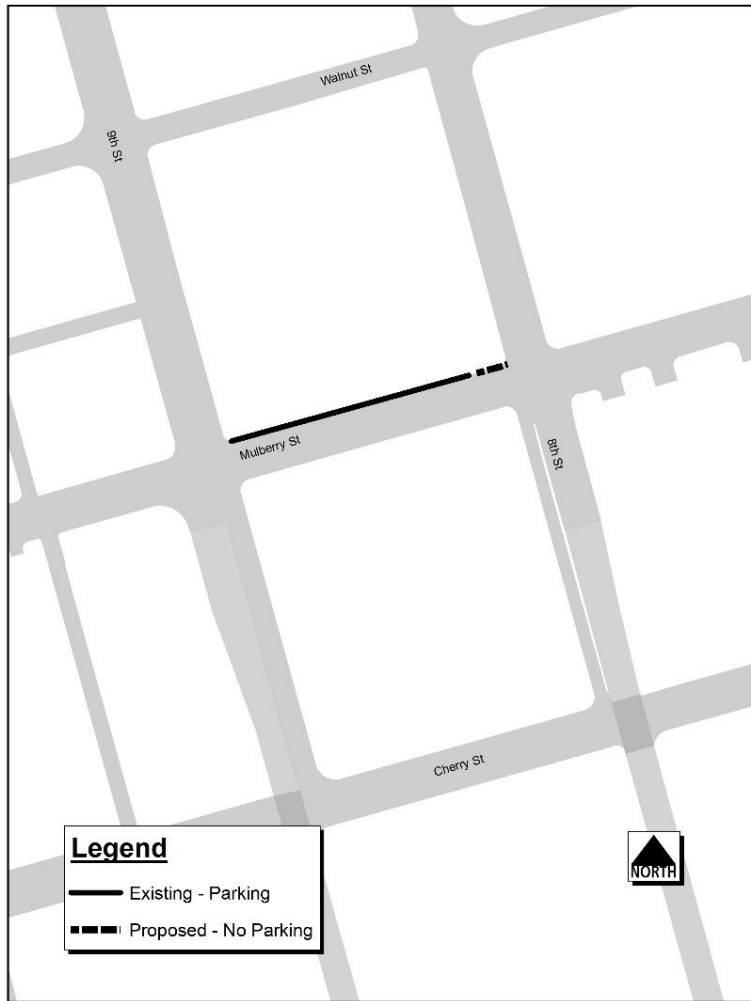 Walnut St
9th St
Mulberry St
8th St
Cherry St
Legend
Existing - Parking
Proposed - No Parking
NORTH